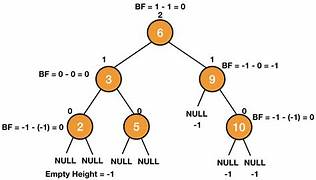 BF = 1 - 1 = 0
2
6
1
1
BF = 0 - 0 = 0
3
9
BF = -1 - 0 = -1
0
0
NULL
-1
0
BF = -1 - (-1) = 0
BF = -1 - (-1) = 0
2
5
10
NULL NULL NULL NULL
Empty Height = -1
NULL NULL
-1 -1